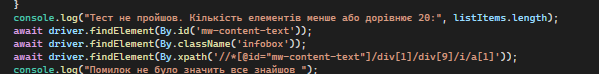 }
console.log("Тест не пройшов. Кількість елементів менше або дорівнює 20:", listItems.length);
await driver.findElement(By.id('mw-content-text'));
await driver.findElement(By.className('infobox'));
await driver.findElement(By.xpath('//*[@id="mw-content-text"]/div[1]/div[9]/i/a[1]'));
console.log("Помилок не було значить все знайшов ");